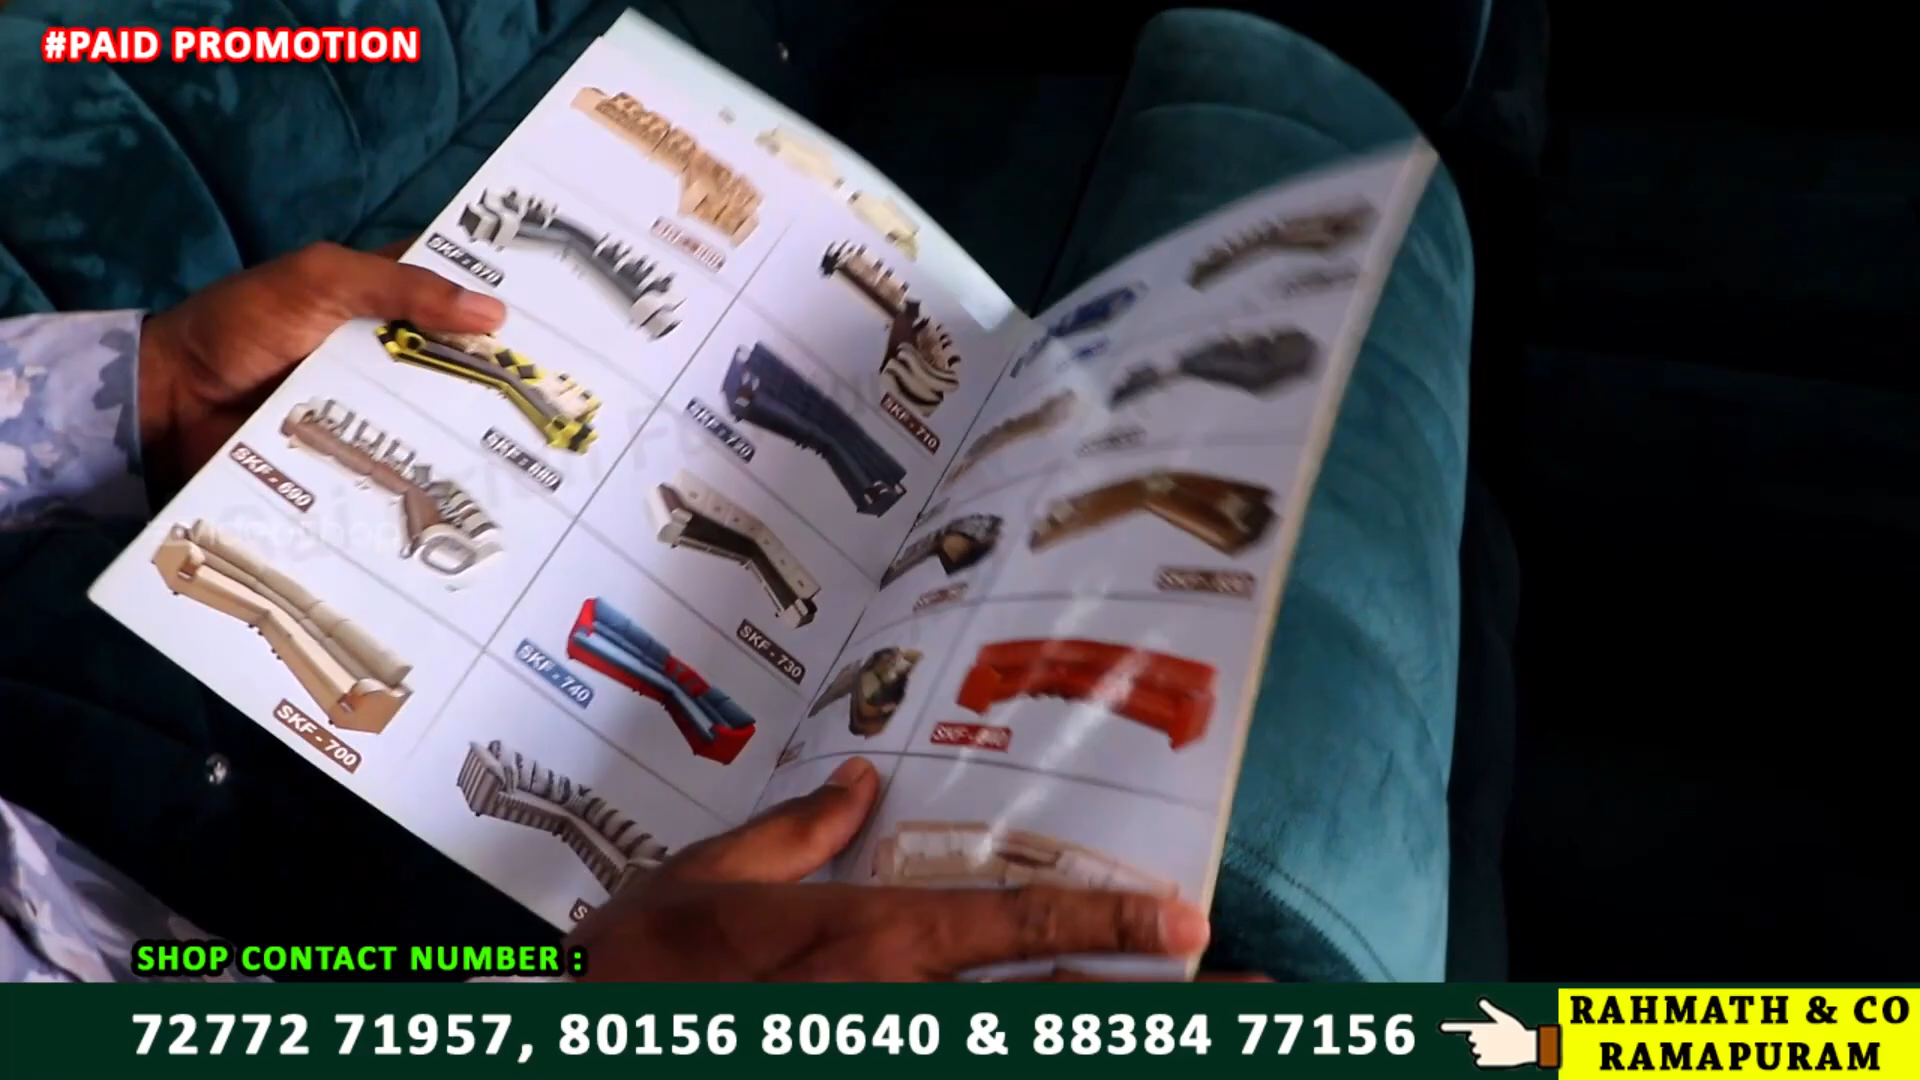 #PAID PROMOTION
SKF - 670
SKF - 680
SKF - 690
SKF - 700
SKF - 710
SKF - 720
SKF - 730
SKF - 740
SHOP CONTACT NUMBER :
72772 71957, 80156 80640 & 88384 77156
RAHMATH & CO
RAMAPURAM